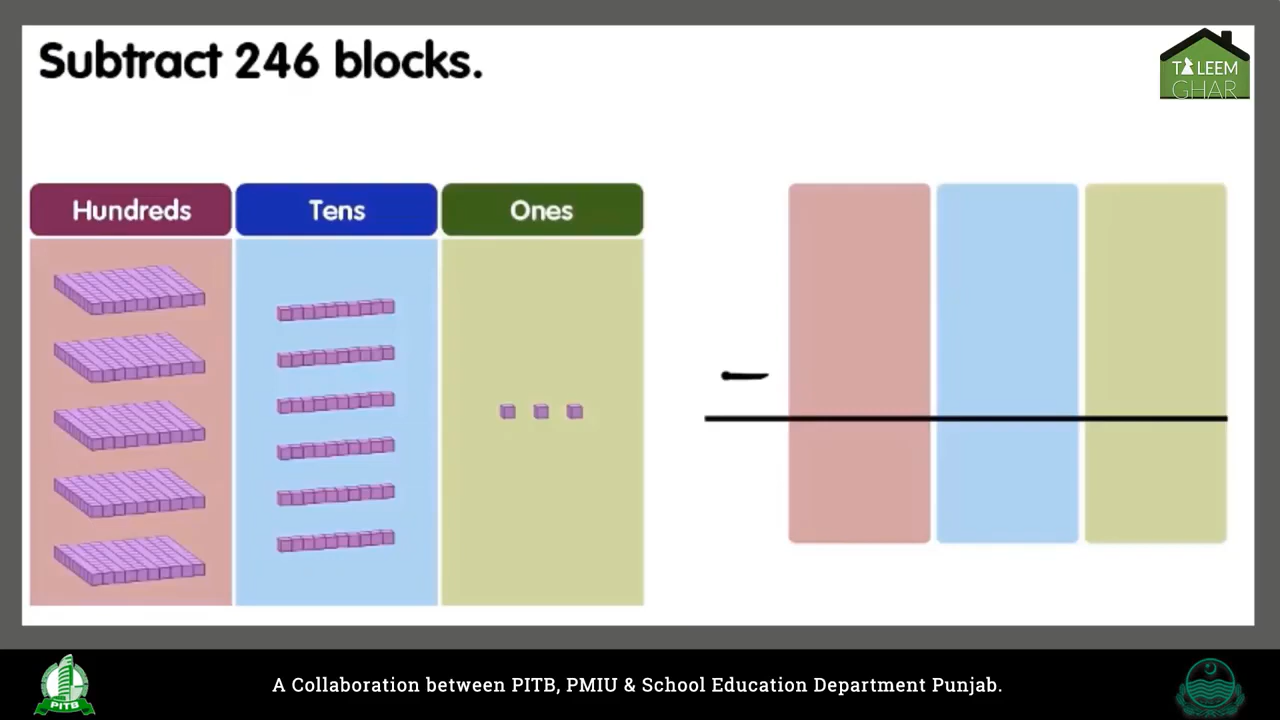 Subtract 246 blocks.
TALEEM
GHAR
Hundreds Tens Ones
–
PITB
A Collaboration between PITB, PMIU & School Education Department Punjab.